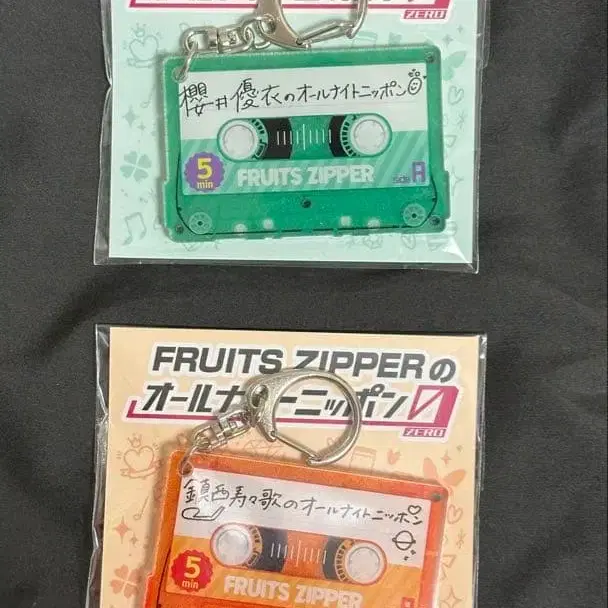 ZERO
櫻井優衣のオールナイトニッポン
5
min
FRUITS ZIPPER
SIDE A
FRUITS ZIPPERの
オールナイトニッポン0
ZERO
鎮西寿々歌のオールナイトニッポン
5
min
FRUITS ZIPPER